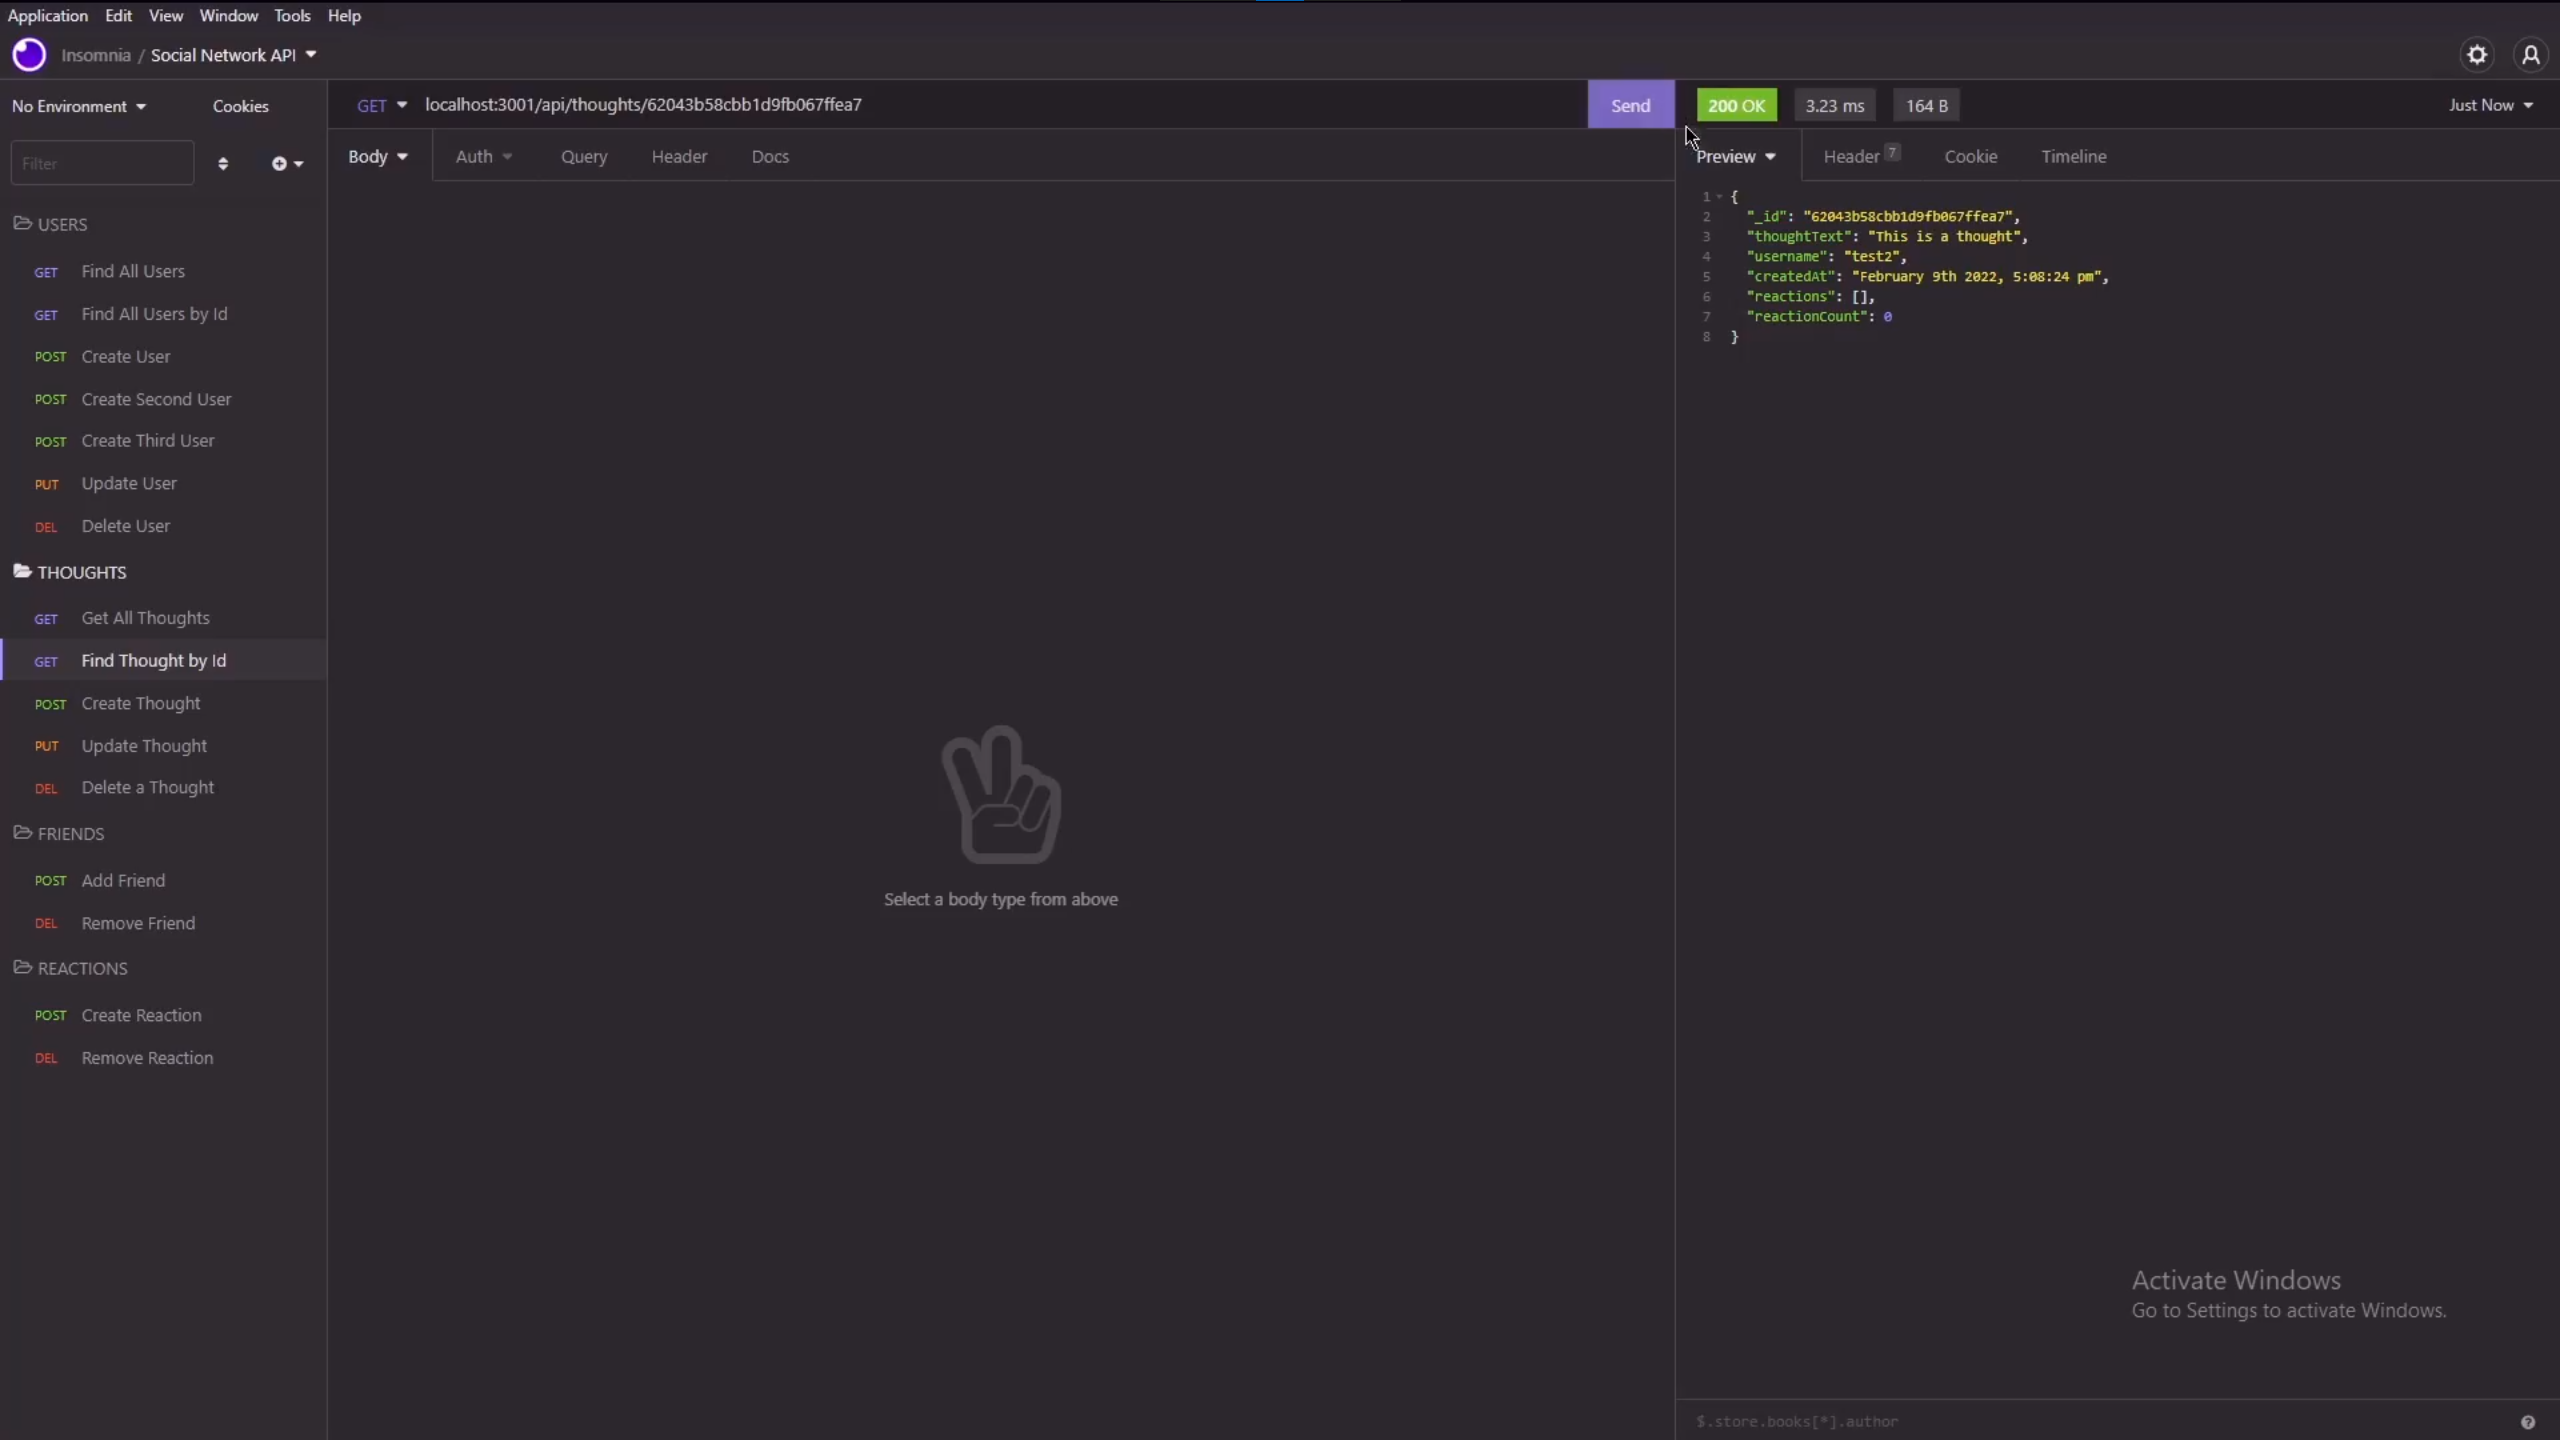 Application Edit View Window Tools Help
Insomnia / Social Network API
No Environment Cookies
GET localhost:3001/api/thoughts/62043b58cbb1d9fb067ffea7 Send
200 OK 3.23 ms 164 B Just Now
Filter
Body Auth Query Header Docs
Preview Header 7 Cookie Timeline
USERS
GET Find All Users
GET Find All Users by Id
POST Create User
POST Create Second User
POST Create Third User
PUT Update User
DEL Delete User
THOUGHTS
GET Get All Thoughts
GET Find Thought by Id
POST Create Thought
PUT Update Thought
DEL Delete a Thought
FRIENDS
POST Add Friend
DEL Remove Friend
REACTIONS
POST Create Reaction
DEL Remove Reaction
Select a body type from above
1 {
2 "_id": "62043b58cbb1d9fb067ffea7",
3 "thoughtText": "This is a thought",
4 "username": "test2",
5 "createdAt": "February 9th 2022, 5:08:24 pm",
6 "reactions": [],
7 "reactionCount": 0
8 }
Activate Windows
Go to Settings to activate Windows.
$.store.books[*].author